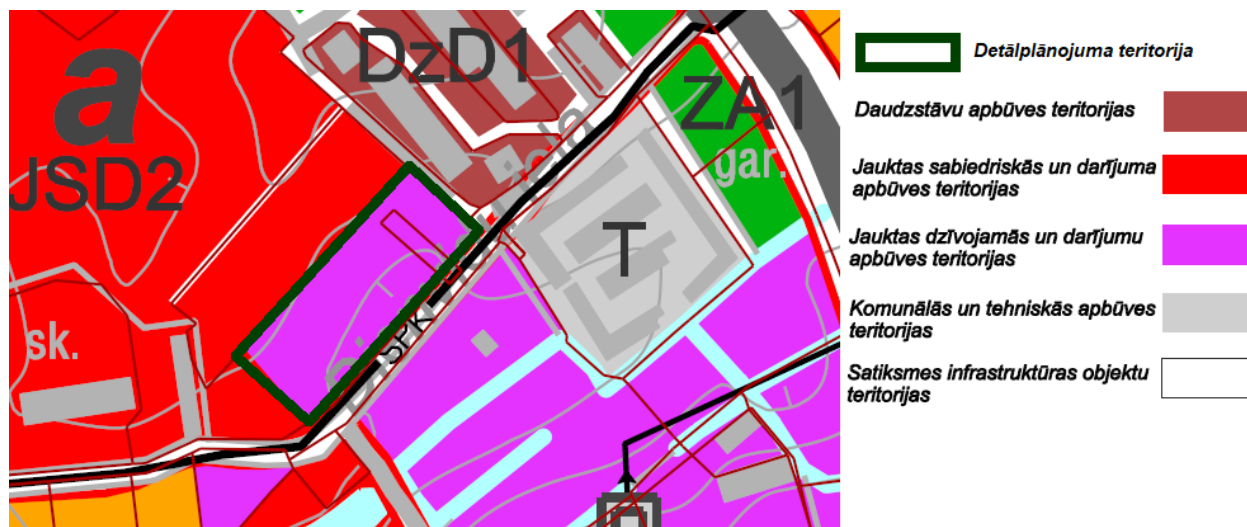 a
JSD2
DzD1
ZA1
gar.
T
sk.
SPK
Detālplānojuma teritorija
Daudzstāvu apbūves teritorijas
Jauktas sabiedriskās un darījuma
apbūves teritorijas
Jauktas dzīvojamās un darījumu
apbūves teritorijas
Komunālās un tehniskās apbūves
teritorijas
Satiksmes infrastruktūras objektu
teritorijas